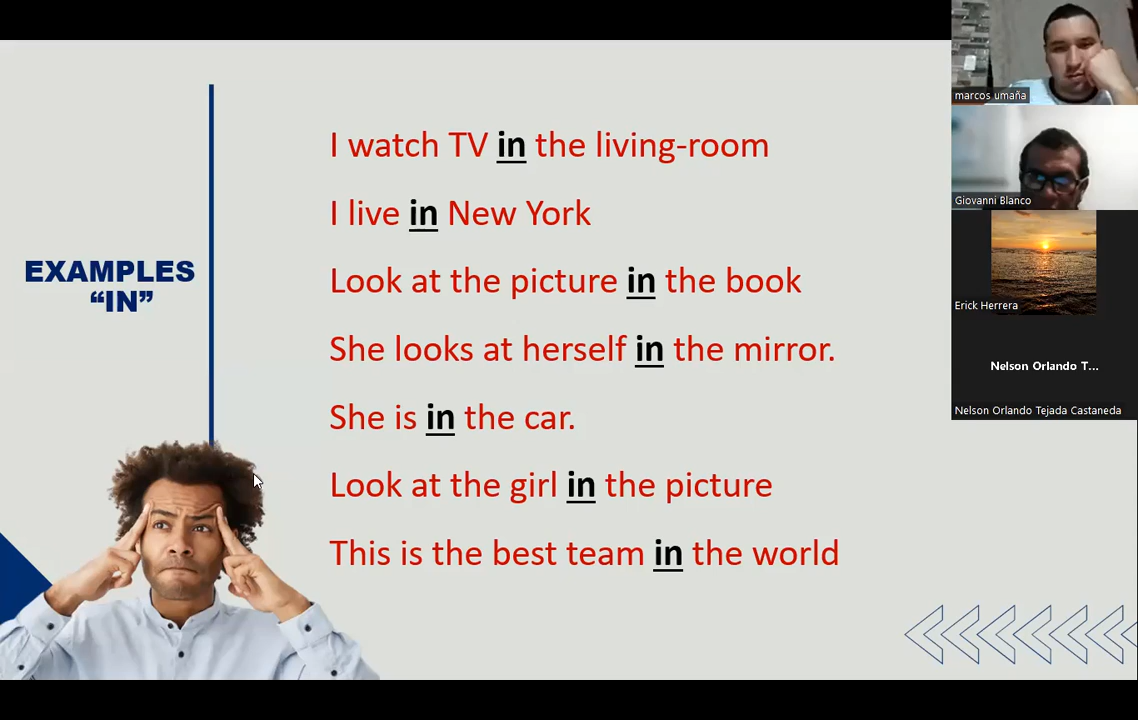 EXAMPLES
“IN”
I watch TV in the living-room
I live in New York
Look at the picture in the book
She looks at herself in the mirror.
She is in the car.
Look at the girl in the picture
This is the best team in the world
marcos umaña
Giovanni Blanco
Erick Herrera
Nelson Orlando T...
Nelson Orlando Tejada Castaneda